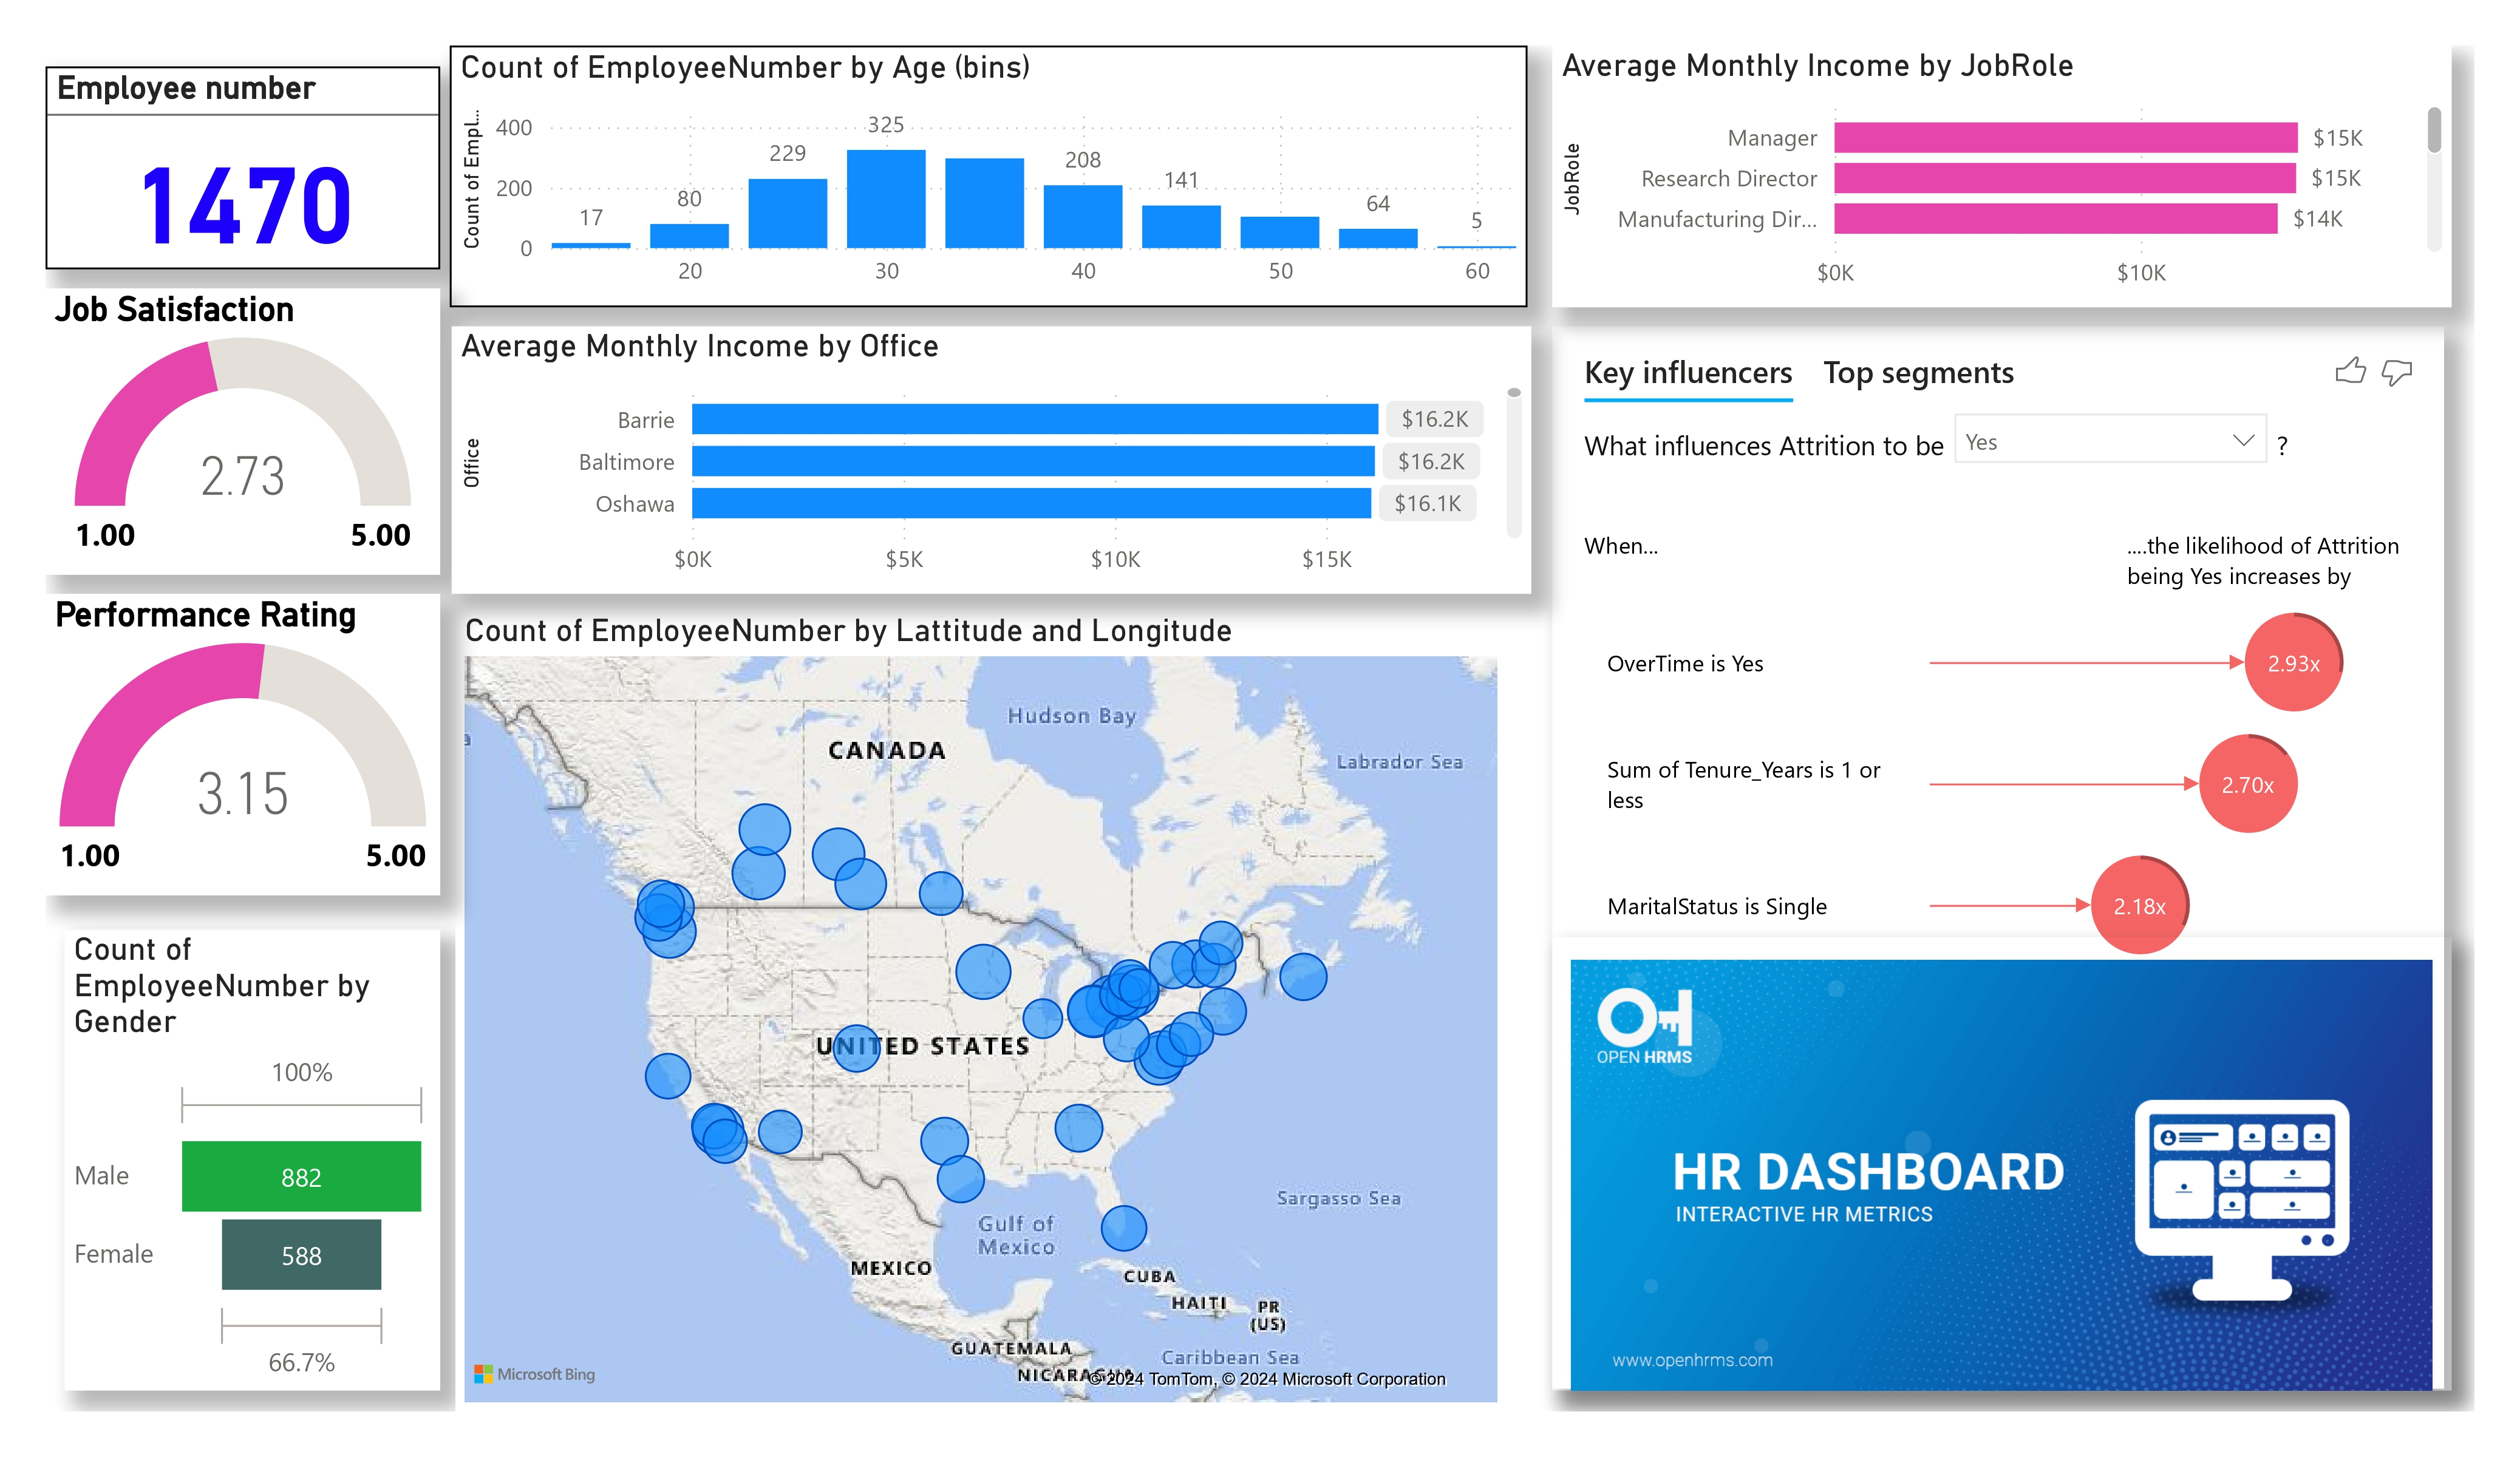 Employee number
1470
Job Satisfaction
2.73
1.00
5.00
Performance Rating
3.15
1.00
5.00
Count of
EmployeeNumber by
Gender
100%
Male
882
Female
588
66.7%
Count of EmployeeNumber by Age (bins)
Count of Empl...
400
200
0
17
80
229
325
208
141
64
5
20
30
40
50
60
Average Monthly Income by Office
Office
Barrie
$16.2K
Baltimore
$16.2K
Oshawa
$16.1K
$0K
$5K
$10K
$15K
Count of EmployeeNumber by Lattitude and Longitude
Hudson Bay
CANADA
Labrador Sea
UNITED STATES
Sargasso Sea
Gulf of
Mexico
MEXICO
CUBA
HAITI
PR
(US)
GUATEMALA
Caribbean Sea
Microsoft Bing
© 2024 TomTom, © 2024 Microsoft Corporation
Average Monthly Income by JobRole
JobRole
Manager
$15K
Research Director
$15K
Manufacturing Dir...
$14K
$0K
$10K
Key influencers
Top segments
What influences Attrition to be Yes ?
When...
....the likelihood of Attrition
being Yes increases by
OverTime is Yes
2.93x
Sum of Tenure_Years is 1 or
less
2.70x
MaritalStatus is Single
2.18x
OPEN HRMS
HR DASHBOARD
INTERACTIVE HR METRICS
www.openhrms.com